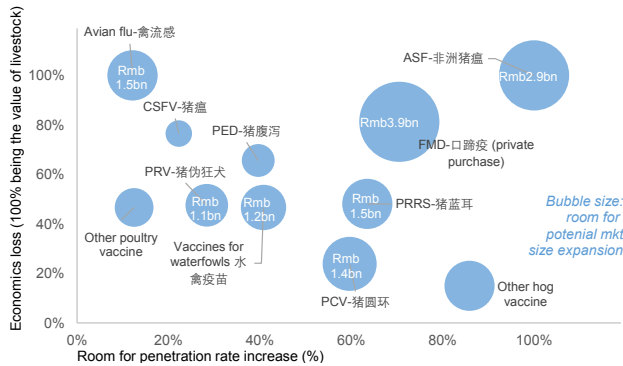 Economics loss (100% being the value of livestock)
100%
80%
60%
40%
20%
0%
Avian flu-禽流感
Rmb
1.5bn
CSFV-猪瘟
PED-猪腹泻
PRV-猪伪狂犬
Rmb
1.1bn
Rmb
1.2bn
Other poultry
vaccine
Vaccines for
waterfowls 水
禽疫苗
ASF-非洲猪瘟
Rmb2.9bn
Rmb3.9bn
FMD-口蹄疫 (private
purchase)
Rmb
1.5bn
PRRS-猪蓝耳
Rmb
1.4bn
PCV-猪圆环
Other hog
vaccine
Bubble size:
room for
potenial mkt
size expansion
0%
20%
40%
60%
80%
100%
Room for penetration rate increase (%)